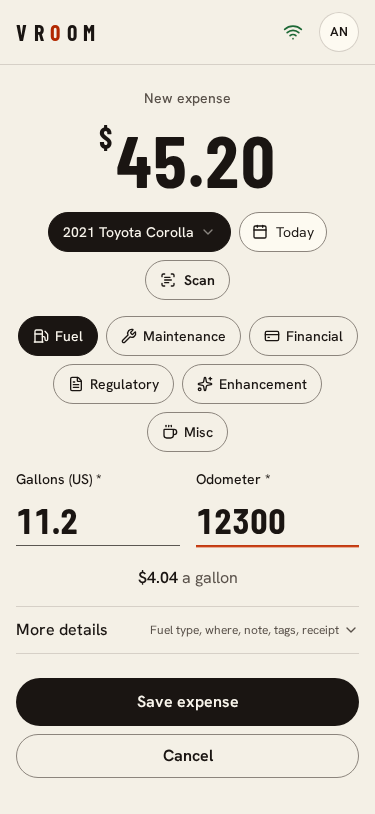 VROOM
AN
New expense
$45.20
2021 Toyota Corolla
Today
Scan
Fuel
Maintenance
Financial
Regulatory
Enhancement
Misc
Gallons (US) *
Odometer *
11.2
12300
$4.04 a gallon
More details
Fuel type, where, note, tags, receipt
Save expense
Cancel